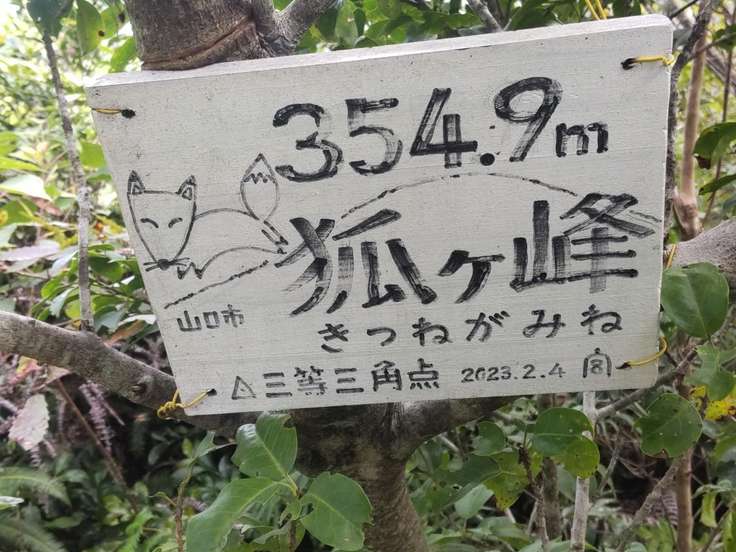 354.9m
狐ヶ峰
きつねがみね
山口市
△三等三角点 2023.2.4